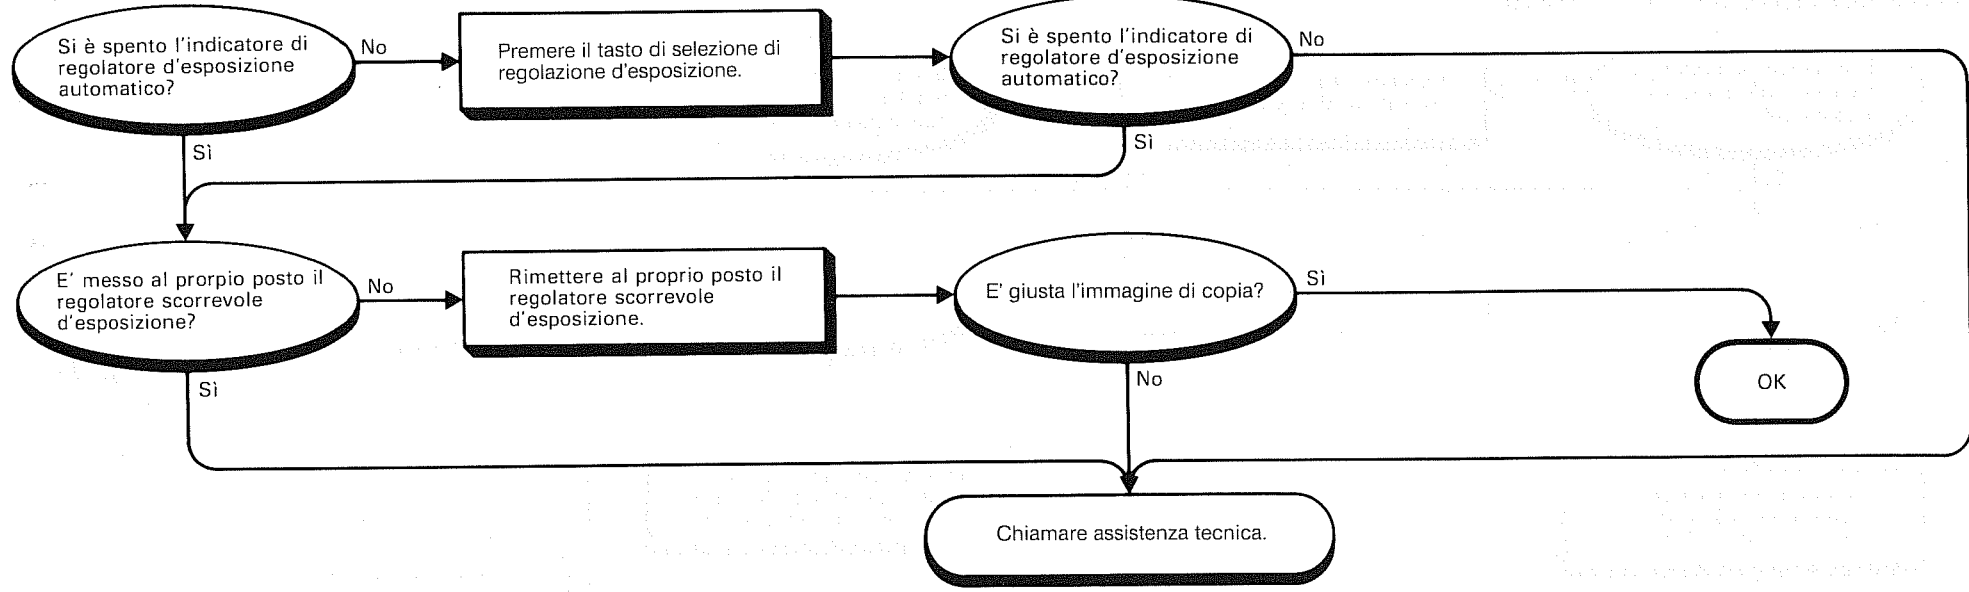 Si è spento l'indicatore di
regolatore d'esposizione
automatico?
No
Premere il tasto di selezione di
regolazione d'esposizione.
Si è spento l'indicatore di
regolatore d'esposizione
automatico?
No
Sì
Sì
E' messo al prorpio posto il
regolatore scorrevole
d'esposizione?
No
Rimettere al proprio posto il
regolatore scorrevole
d'esposizione.
E' giusta l'immagine di copia?
Sì
OK
Sì
No
Chiamare assistenza tecnica.